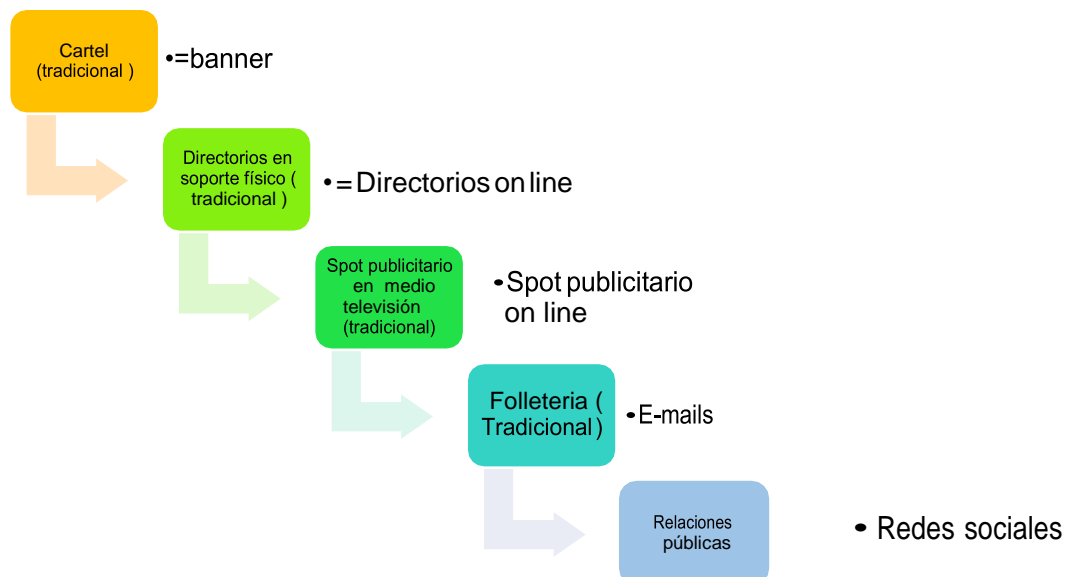 Cartel
(tradicional )
•=banner
Directorios en
soporte físico (
tradicional )
• = Directorios on line
Spot publicitario
en medio
televisión
(tradicional)
•Spot publicitario
on line
Folleteria (
Tradicional )
•E-mails
Relaciones
públicas
• Redes sociales